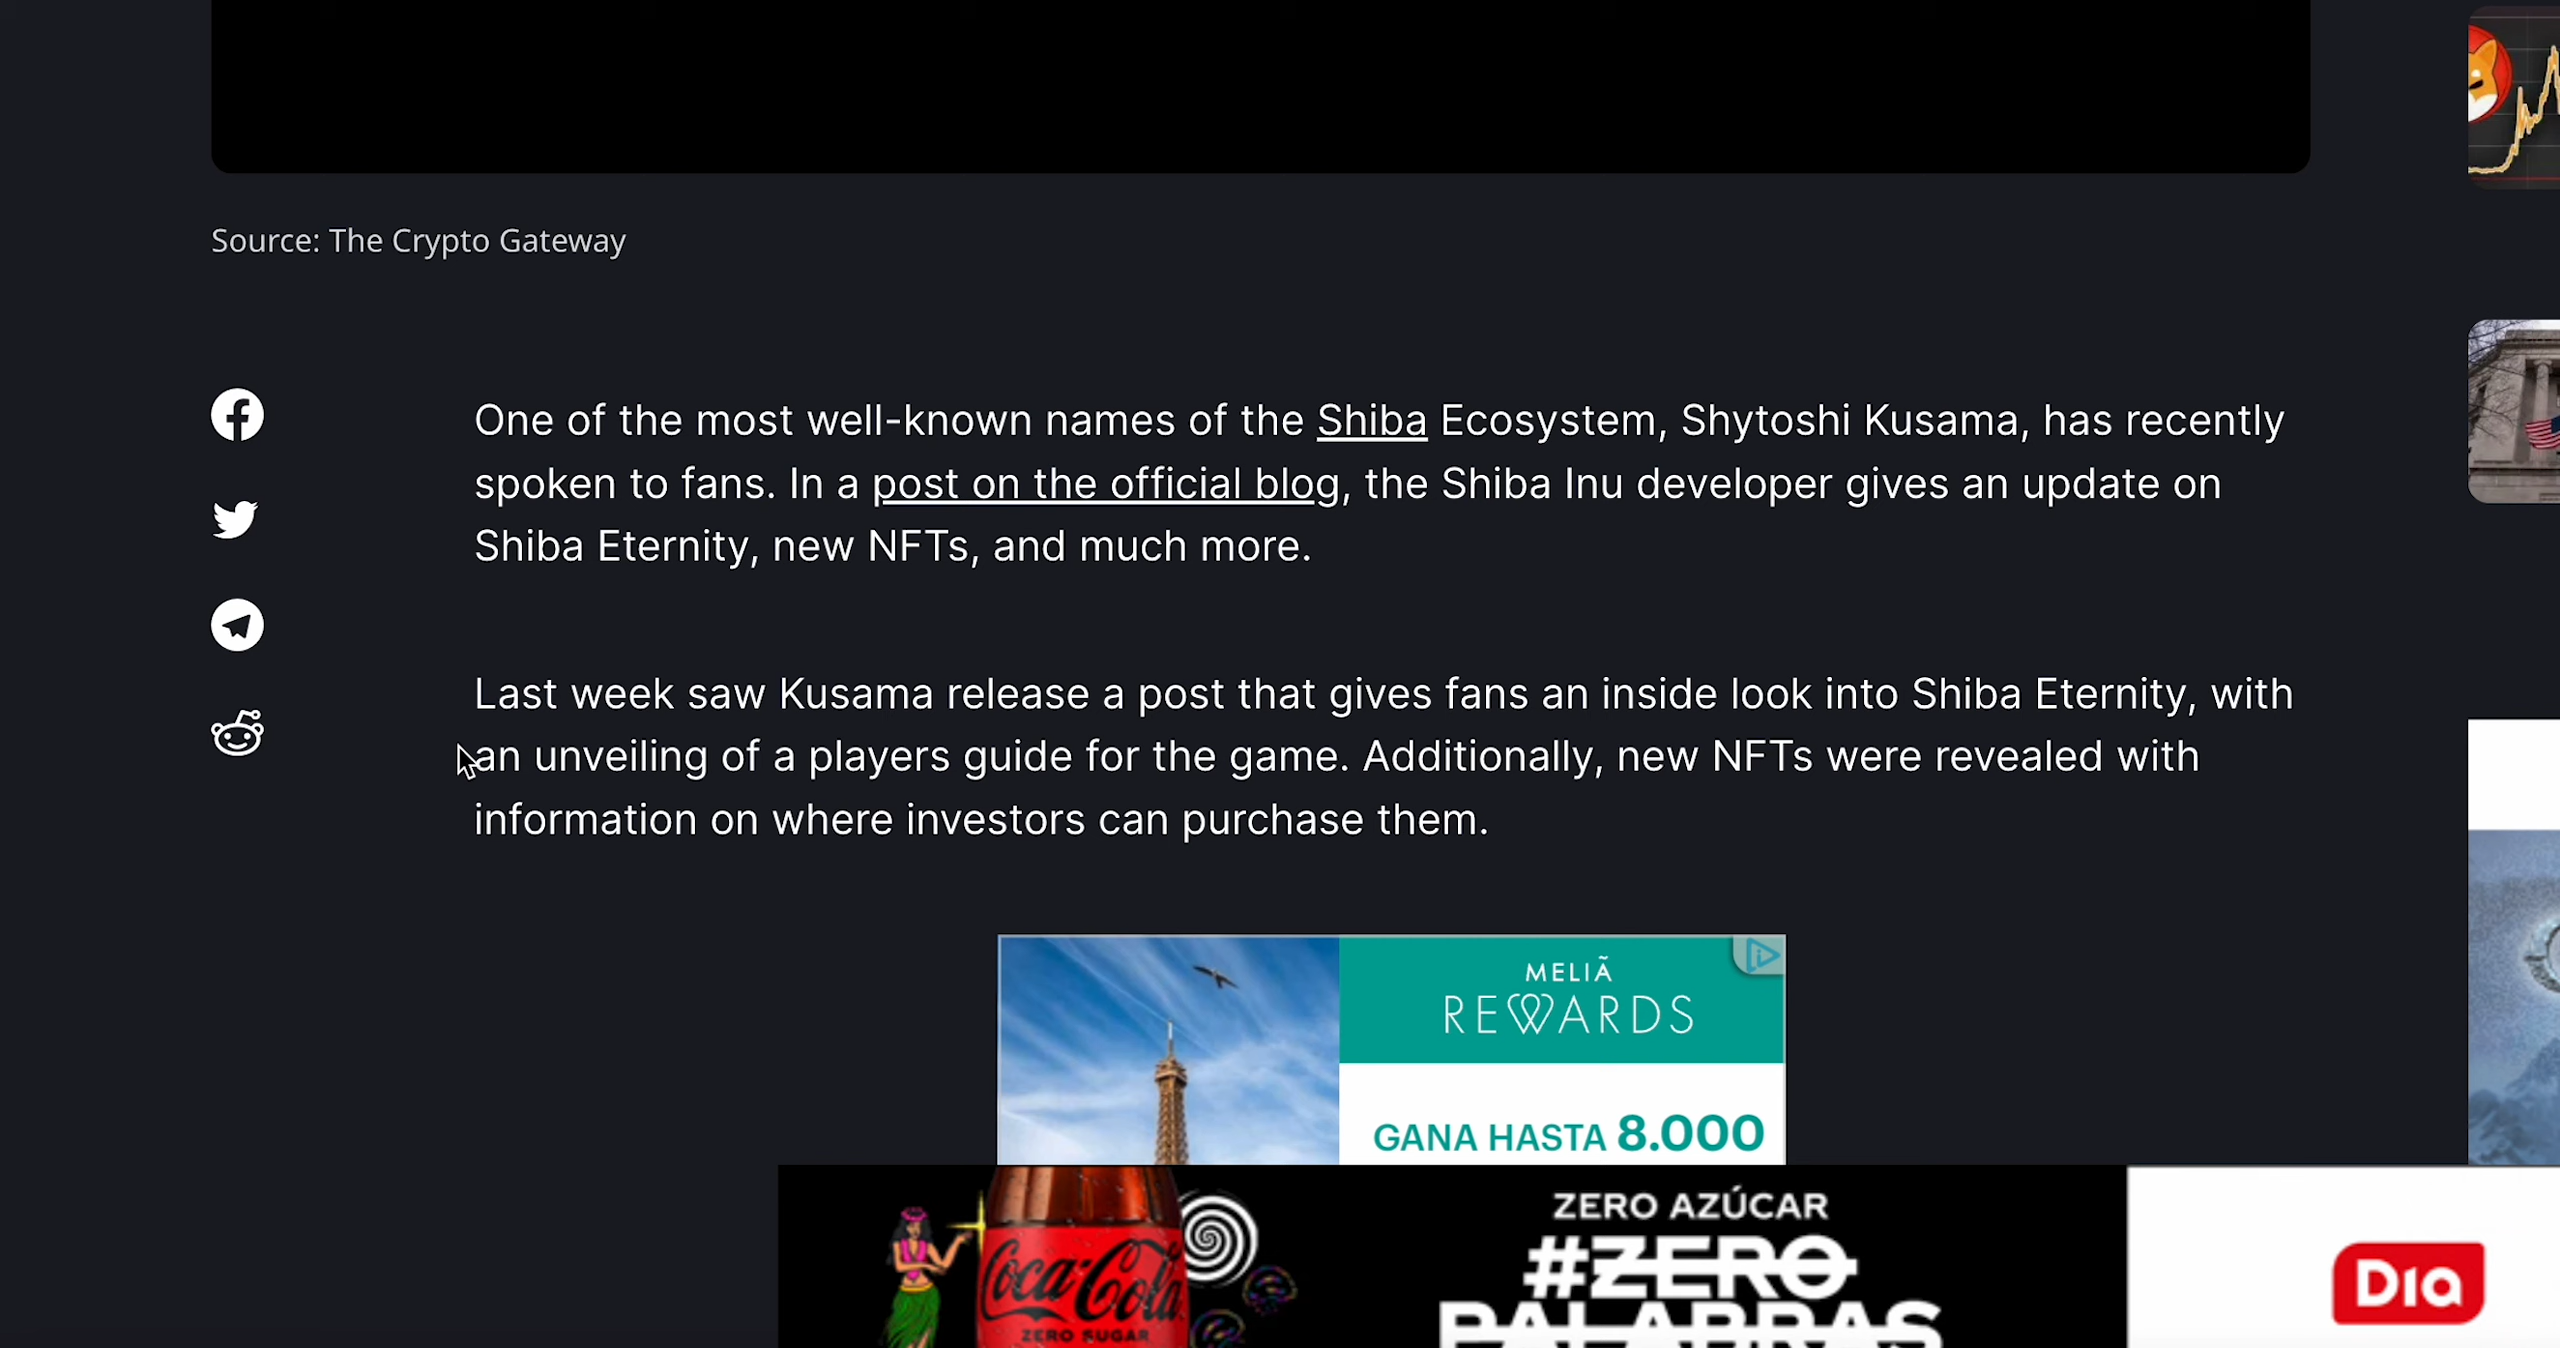 Source: The Crypto Gateway
One of the most well-known names of the Shiba Ecosystem, Shytoshi Kusama, has recently
spoken to fans. In a post on the official blog, the Shiba Inu developer gives an update on
Shiba Eternity, new NFTs, and much more.
Last week saw Kusama release a post that gives fans an inside look into Shiba Eternity, with
an unveiling of a players guide for the game. Additionally, new NFTs were revealed with
information on where investors can purchase them.
MELIÃ
REWARDS
GANA HASTA 8.000
Coca-Cola
ZERO SUGAR
ZERO AZÚCAR
#ZERO
PALABRAS
Dia